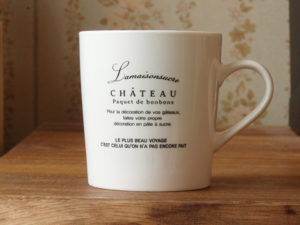 Lamaisonsucre
CHÂTEAU
Paquet de bonbons
Pour la décoration de vos gâteaux,
faites votre propre
décoration en pâte à sucre.
LE PLUS BEAU VOYAGE
C'EST CELUI QU'ON N'A PAS ENCORE FAIT